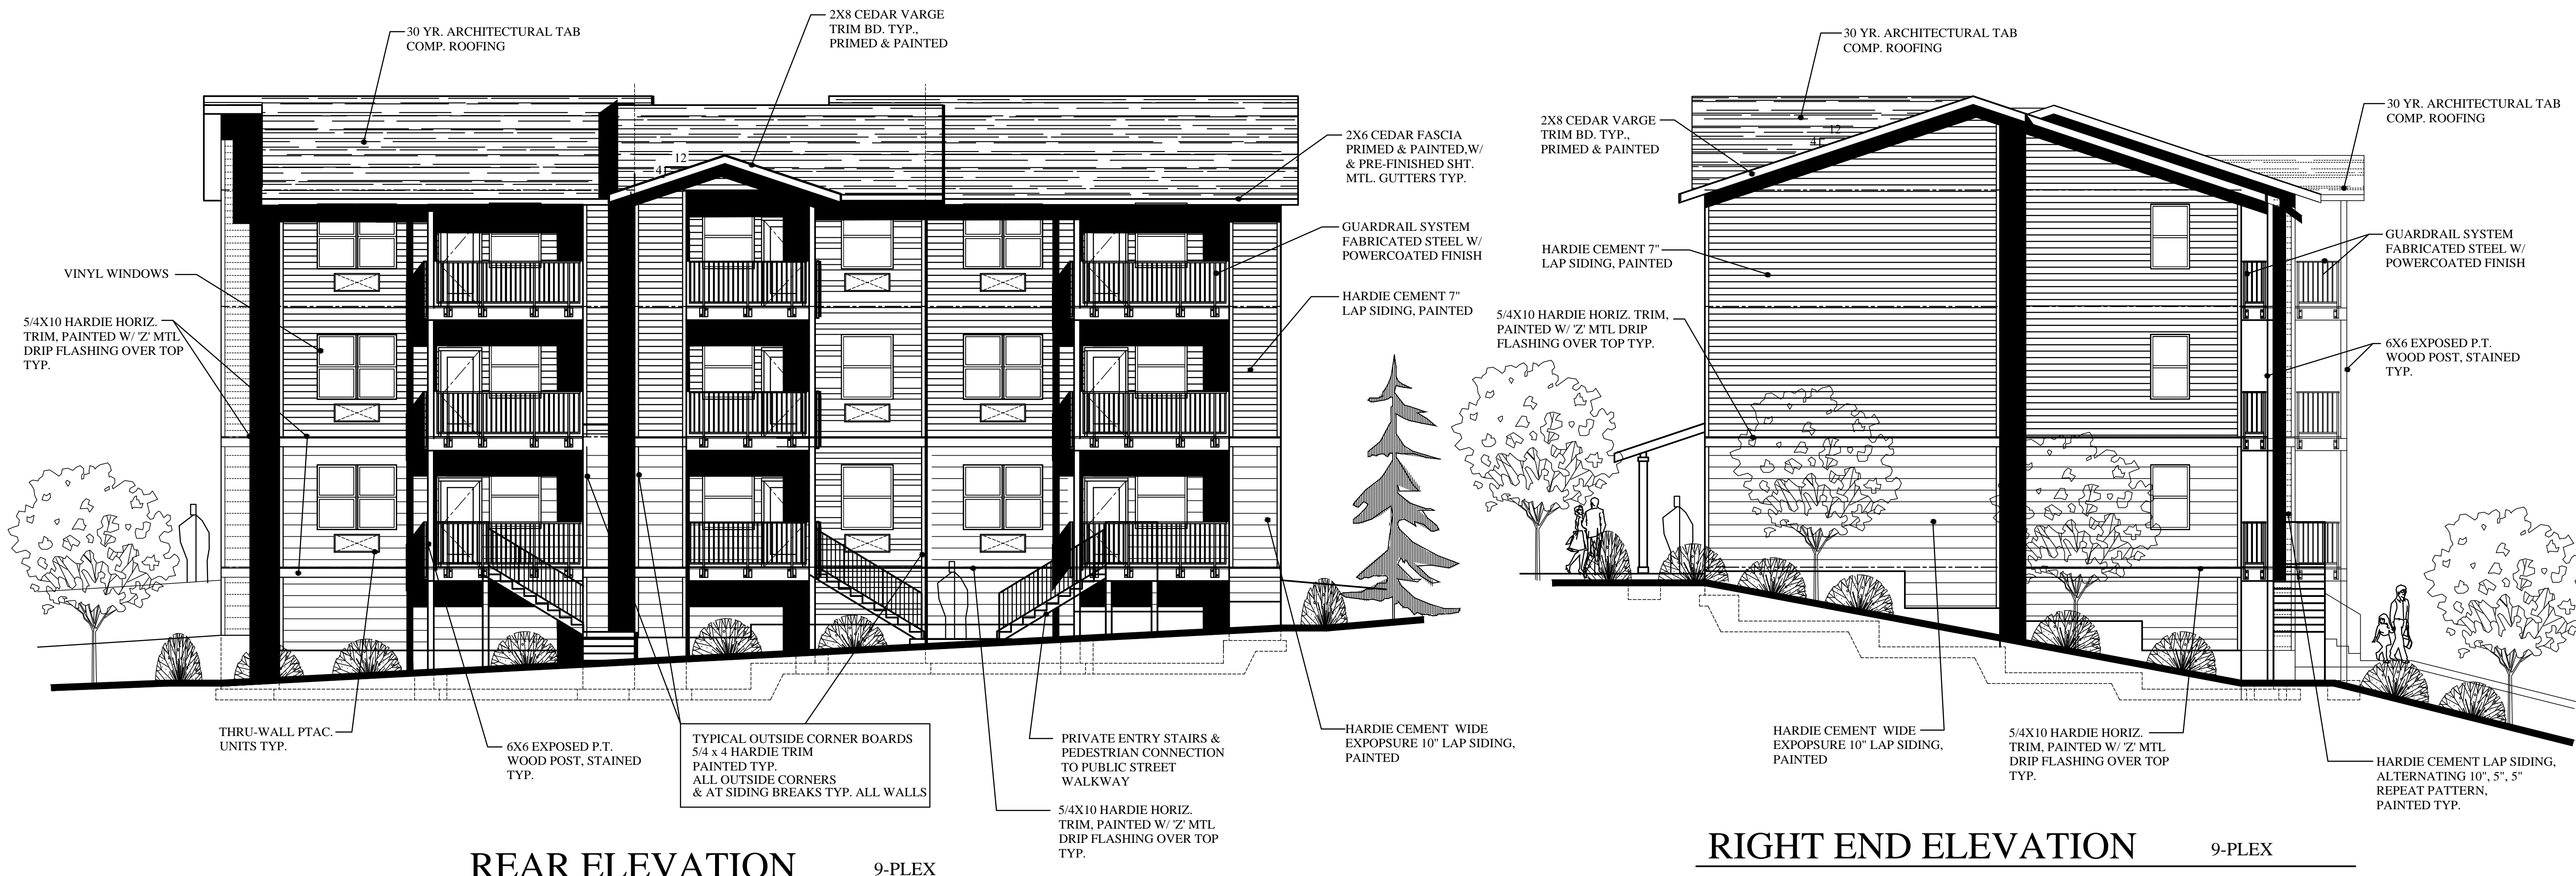 30 YR. ARCHITECTURAL TAB
COMP. ROOFING
2X8 CEDAR VARGE
TRIM BD. TYP.,
PRIMED & PAINTED
12
4
2X6 CEDAR FASCIA
PRIMED & PAINTED,W/
& PRE-FINISHED SHT.
MTL. GUTTERS TYP.
GUARDRAIL SYSTEM
FABRICATED STEEL W/
POWERCOATED FINISH
HARDIE CEMENT 7"
LAP SIDING, PAINTED
VINYL WINDOWS
5/4X10 HARDIE HORIZ.
TRIM, PAINTED W/ 'Z' MTL
DRIP FLASHING OVER TOP
TYP.
THRU-WALL PTAC.
UNITS TYP.
6X6 EXPOSED P.T.
WOOD POST, STAINED
TYP.
TYPICAL OUTSIDE CORNER BOARDS
5/4 x 4 HARDIE TRIM
PAINTED TYP.
ALL OUTSIDE CORNERS
& AT SIDING BREAKS TYP. ALL WALLS
PRIVATE ENTRY STAIRS &
PEDESTRIAN CONNECTION
TO PUBLIC STREET
WALKWAY
5/4X10 HARDIE HORIZ.
TRIM, PAINTED W/ 'Z' MTL
DRIP FLASHING OVER TOP
TYP.
HARDIE CEMENT WIDE
EXPOPSURE 10" LAP SIDING,
PAINTED
REAR ELEVATION
9-PLEX
30 YR. ARCHITECTURAL TAB
COMP. ROOFING
2X8 CEDAR VARGE
TRIM BD. TYP.,
PRIMED & PAINTED
12
4
30 YR. ARCHITECTURAL TAB
COMP. ROOFING
HARDIE CEMENT 7"
LAP SIDING, PAINTED
GUARDRAIL SYSTEM
FABRICATED STEEL W/
POWERCOATED FINISH
5/4X10 HARDIE HORIZ. TRIM,
PAINTED W/ 'Z' MTL DRIP
FLASHING OVER TOP TYP.
6X6 EXPOSED P.T.
WOOD POST, STAINED
TYP.
HARDIE CEMENT WIDE
EXPOPSURE 10" LAP SIDING,
PAINTED
5/4X10 HARDIE HORIZ.
TRIM, PAINTED W/ 'Z' MTL
DRIP FLASHING OVER TOP
TYP.
HARDIE CEMENT LAP SIDING,
ALTERNATING 10", 5", 5"
REPEAT PATTERN,
PAINTED TYP.
RIGHT END ELEVATION
9-PLEX